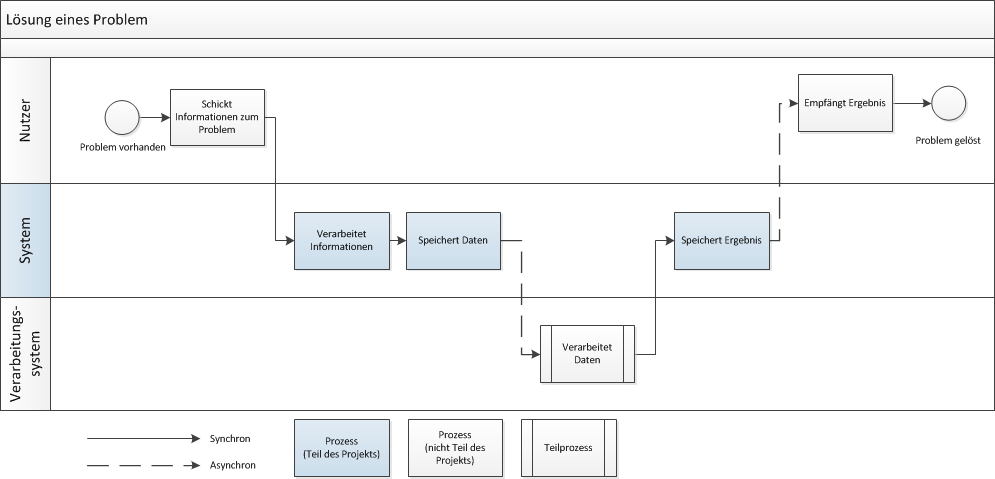 Lösung eines Problem
Nutzer
Problem vorhanden
Schickt
Informationen zum
Problem
Empfängt Ergebnis
Problem gelöst
System
Verarbeitet
Informationen
Speichert Daten
Speichert Ergebnis
Verarbeitungs-
system
Verarbeitet
Daten
Synchron
Asynchron
Prozess
(Teil des Projekts)
Prozess
(nicht Teil des
Projekts)
Teilprozess